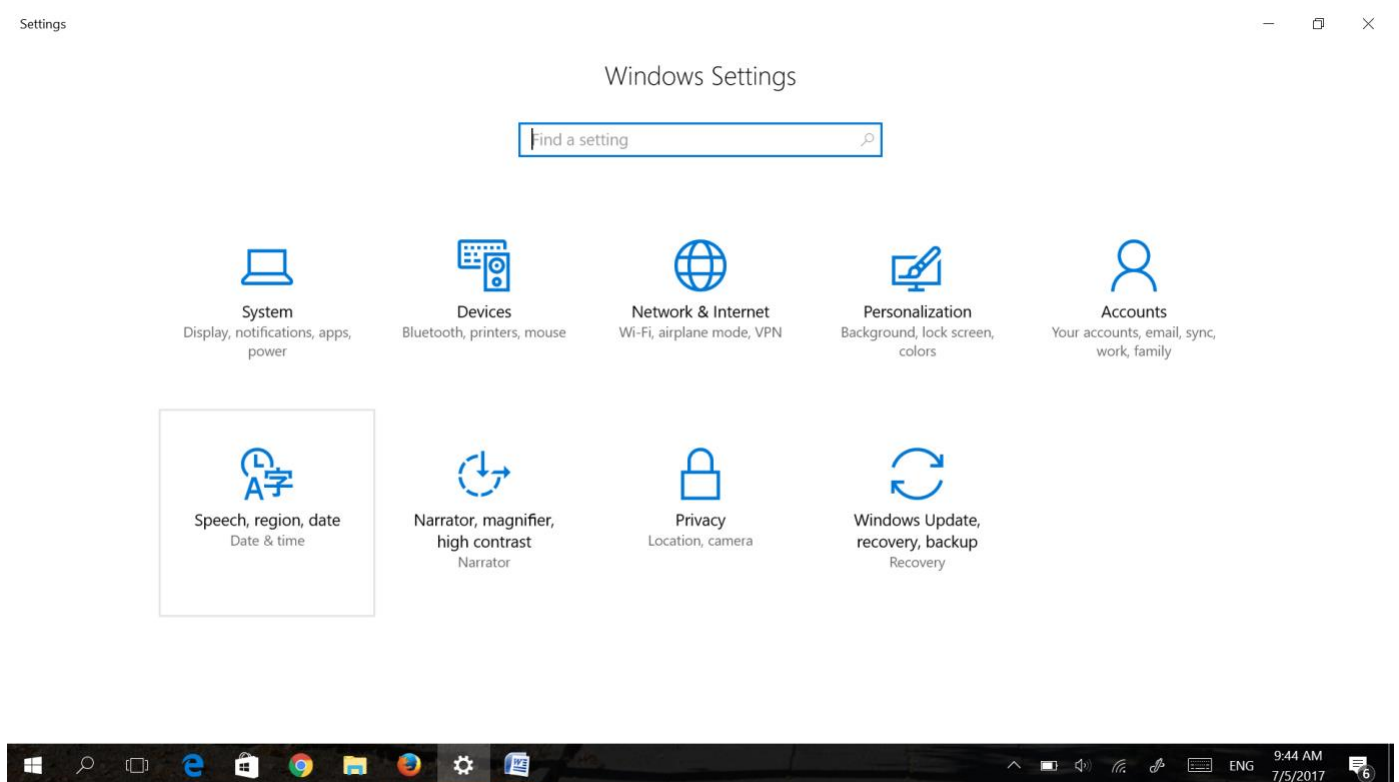 Settings
Windows Settings
Find a setting
System
Display, notifications, apps,
power
Devices
Bluetooth, printers, mouse
Network & Internet
Wi-Fi, airplane mode, VPN
Personalization
Background, lock screen,
colors
Accounts
Your accounts, email, sync,
work, family
A字
Speech, region, date
Date & time
Narrator, magnifier,
high contrast
Narrator
Privacy
Location, camera
Windows Update,
recovery, backup
Recovery
ENG
9:44 AM
7/5/2017
6